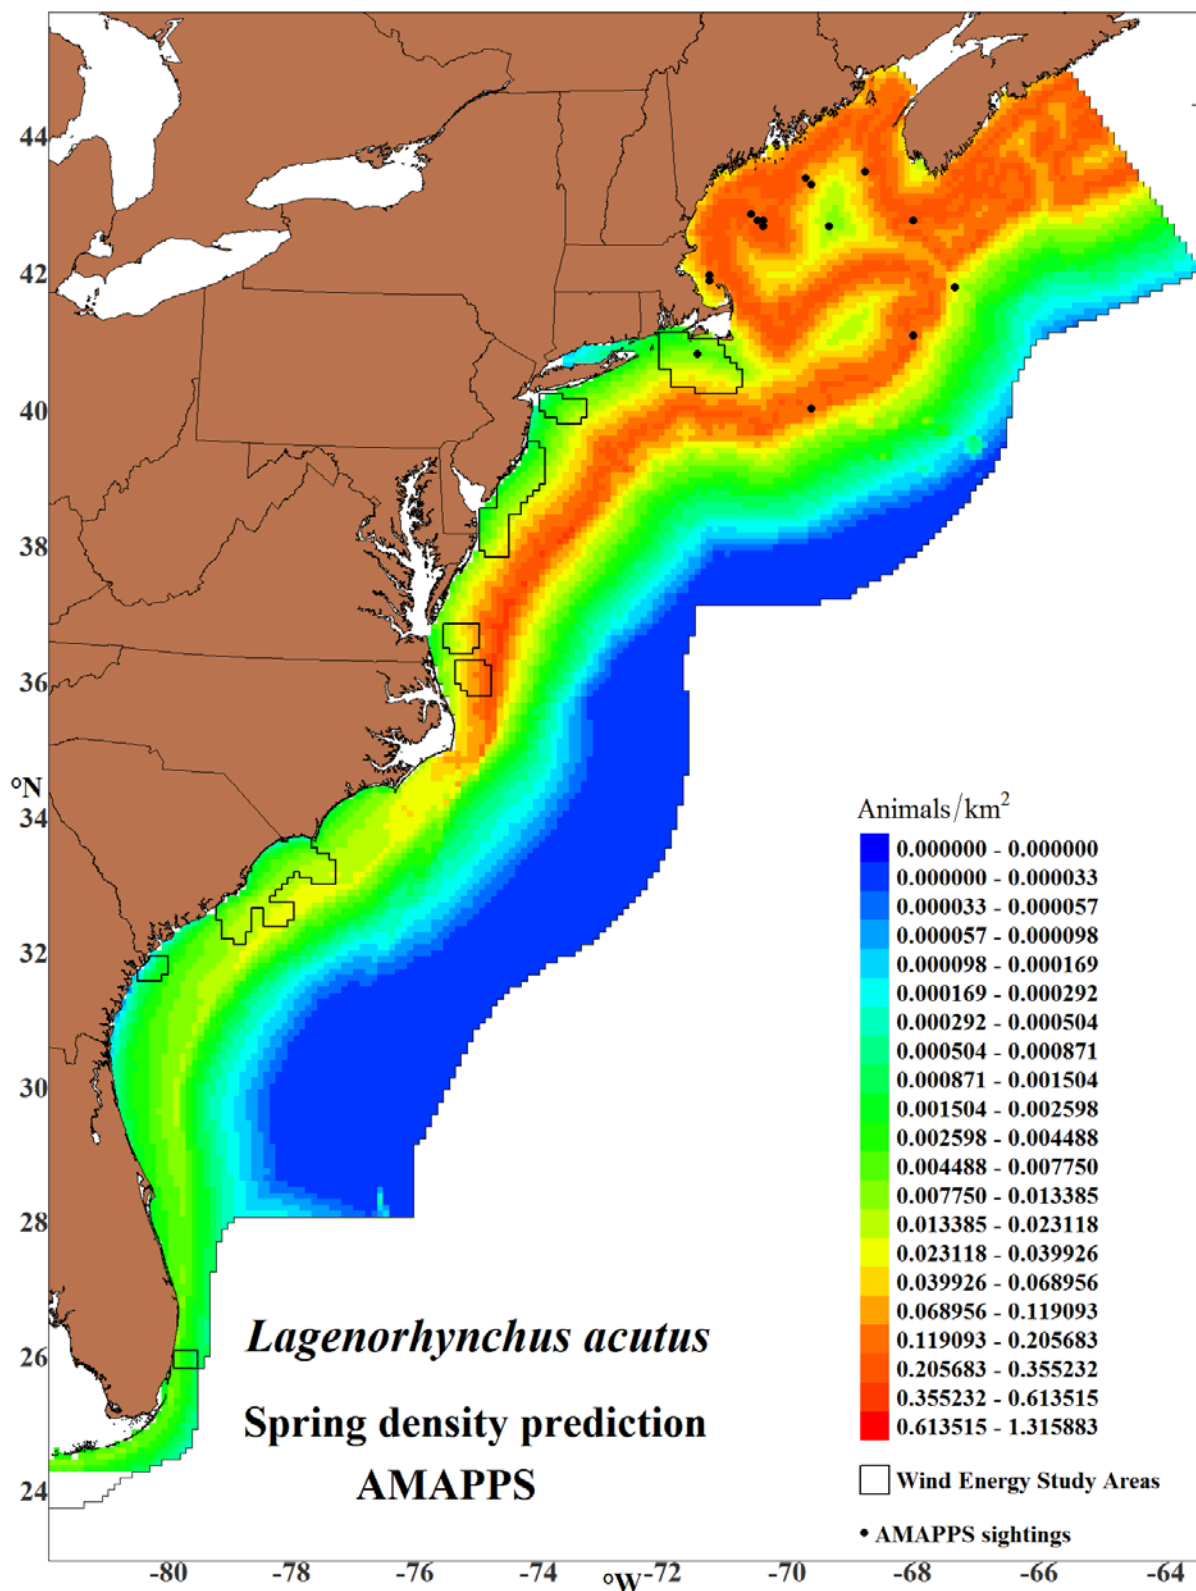 44
42
40
38
36
°N
34
32
30
28
26
24
Animals/km²
0.000000 - 0.000000
0.000000 - 0.000033
0.000033 - 0.000057
0.000057 - 0.000098
0.000098 - 0.000169
0.000169 - 0.000292
0.000292 - 0.000504
0.000504 - 0.000871
0.000871 - 0.001504
0.001504 - 0.002598
0.002598 - 0.004488
0.004488 - 0.007750
0.007750 - 0.013385
0.013385 - 0.023118
0.023118 - 0.039926
0.039926 - 0.068956
0.068956 - 0.119093
0.119093 - 0.205683
0.205683 - 0.355232
0.355232 - 0.613515
0.613515 - 1.315883
Wind Energy Study Areas
AMAPPS sightings
Lagenorhynchus acutus
Spring density prediction
AMAPPS
-80 -78 -76 -74 -72 -70 -68 -66 -64
°W